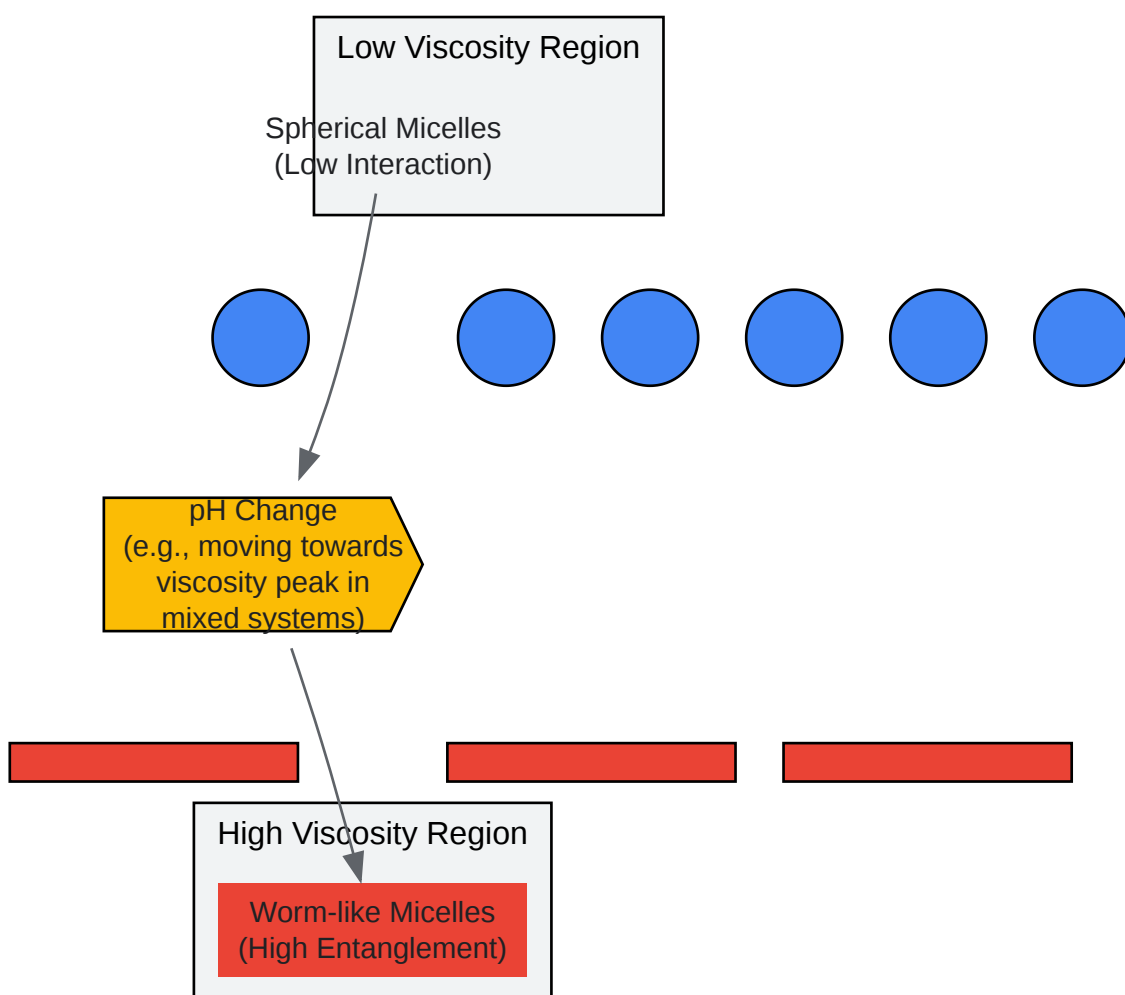 Low Viscosity Region
Spherical Micelles
(Low Interaction)
pH Change
(e.g., moving towards
viscosity peak in
mixed systems)
High Viscosity Region
Worm-like Micelles
(High Entanglement)